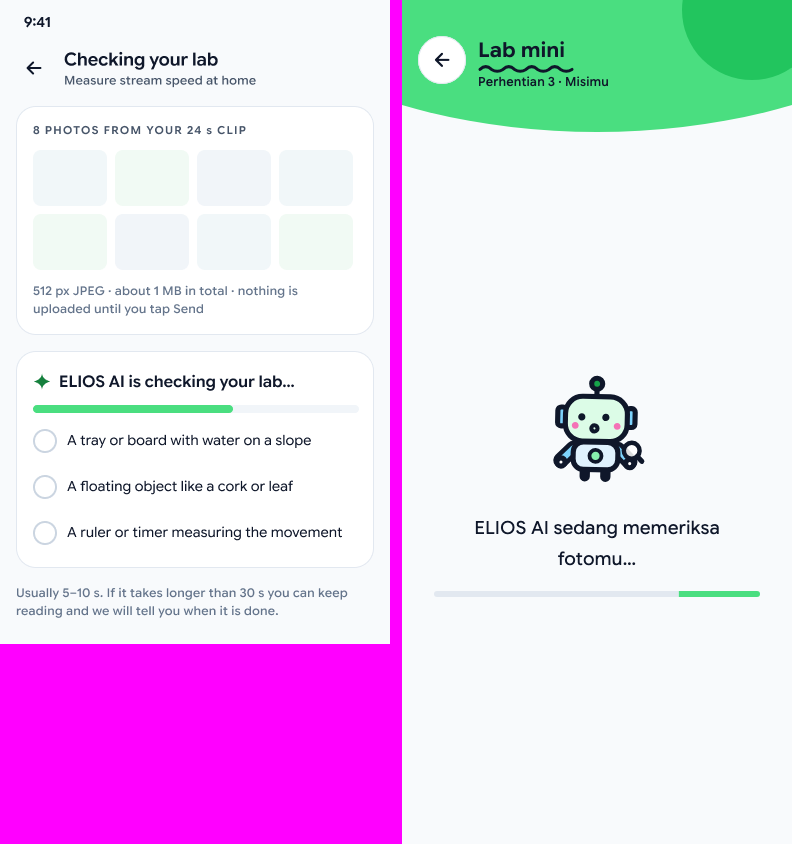 9:41
Checking your lab
Measure stream speed at home
8 PHOTOS FROM YOUR 24 s CLIP
512 px JPEG · about 1 MB in total · nothing is
uploaded until you tap Send
ELIOS AI is checking your lab...
A tray or board with water on a slope
A floating object like a cork or leaf
A ruler or timer measuring the movement
Usually 5–10 s. If it takes longer than 30 s you can keep
reading and we will tell you when it is done.
Lab mini
Perhentian 3 · Misimu
ELIOS AI sedang memeriksa
fotomu...